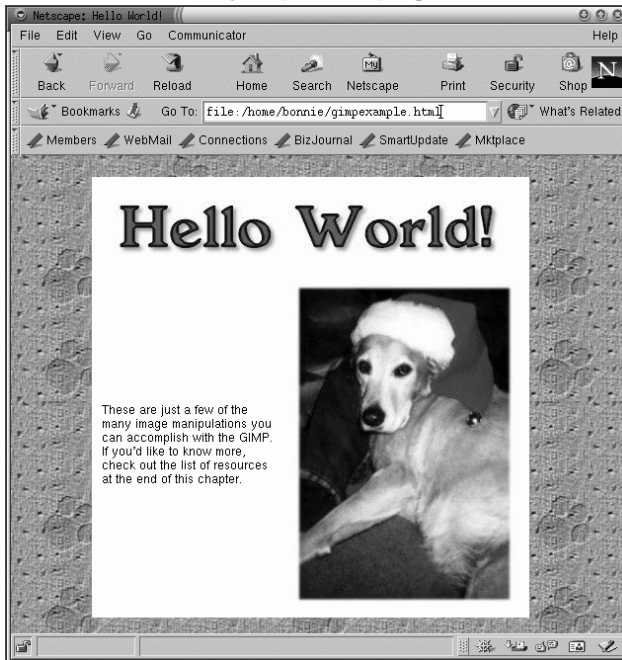 Netscape: Hello World!
File Edit View Go Communicator Help
My
N
Back Forward Reload Home Search Netscape Print Security Shop
Bookmarks Go To: file:/home/bonnie/gimpexample.html What's Related
Members WebMail Connections BizJournal SmartUpdate Mktplace
Hello World!
These are just a few of the
many image manipulations you
can accomplish with the GIMP.
If you'd like to know more,
check out the list of resources
at the end of this chapter.